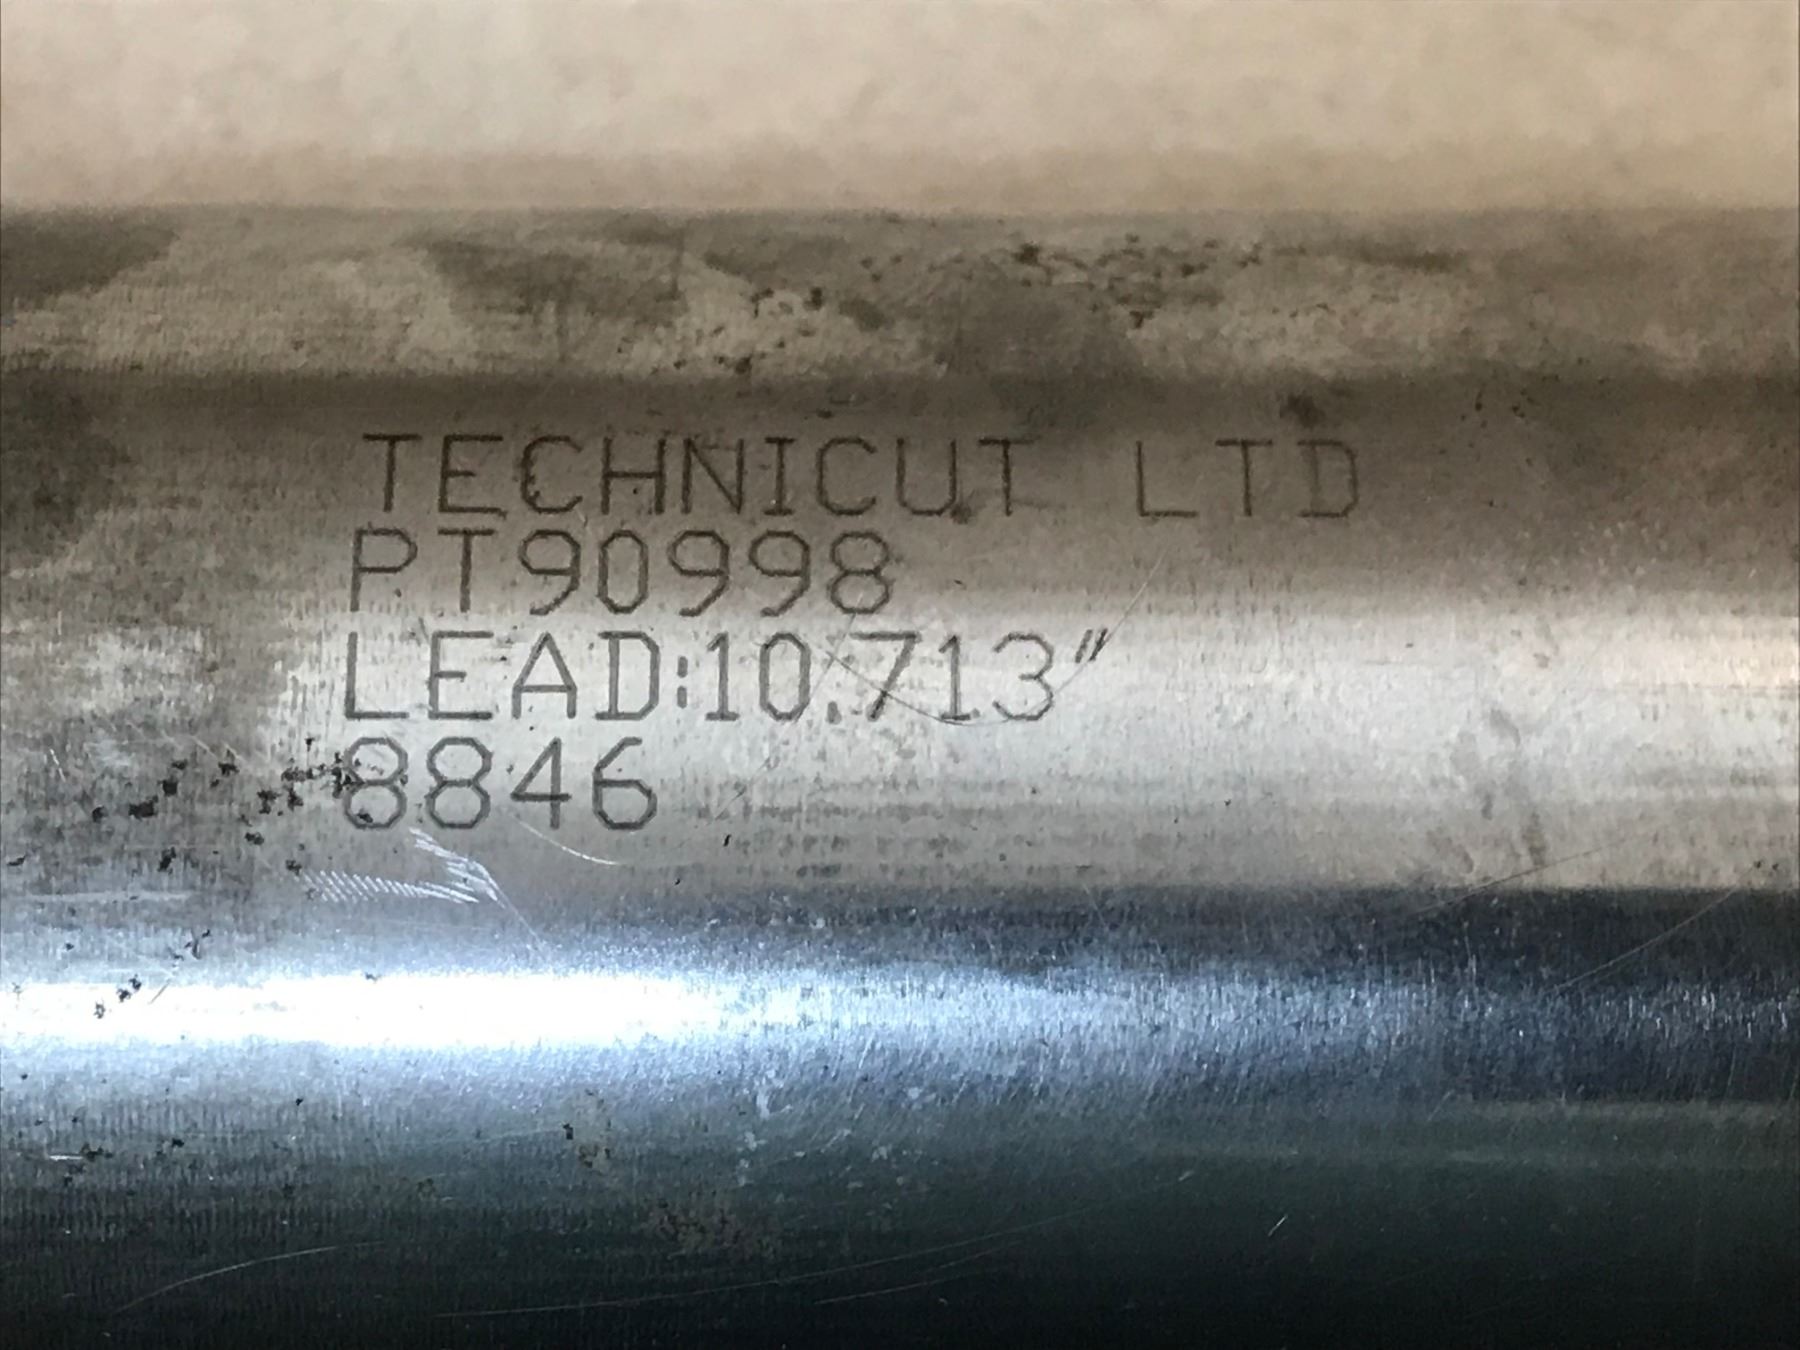 TECHNICUT LTD
PT90998
LEAD:10.713"
8846